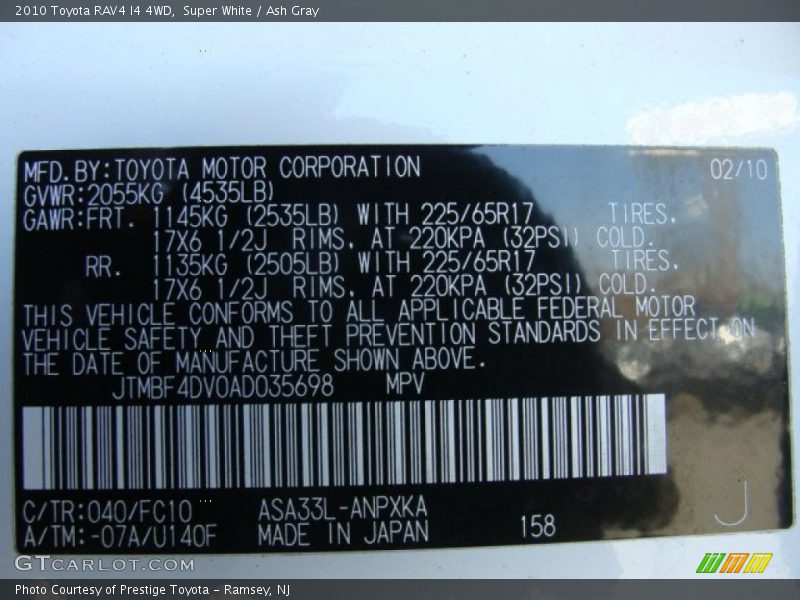 2010 Toyota RAV4 I4 4WD,  Super White / Ash Gray
MFD.BY:TOYOTA MOTOR CORPORATION 02/10
GVWR:2055KG (4535LB)
GAWR:FRT. 1145KG (2535LB) WITH 225/65R17 TIRES,
17X6 1/2J RIMS, AT 220KPA (32PSI) COLD.
RR. 1135KG (2505LB) WITH 225/65R17 TIRES,
17X6 1/2J RIMS, AT 220KPA (32PSI) COLD.
THIS VEHICLE CONFORMS TO ALL APPLICABLE FEDERAL MOTOR
VEHICLE SAFETY AND THEFT PREVENTION STANDARDS IN EFFECT ON
THE DATE OF MANUFACTURE SHOWN ABOVE.
JTMBF4DV0AD035698 MPV
C/TR:040/FC10 ASA33L-ANPXKA
A/TM:-07A/U140F MADE IN JAPAN 158 J
GTCARLOT.COM
Photo Courtesy of Prestige Toyota - Ramsey, NJ